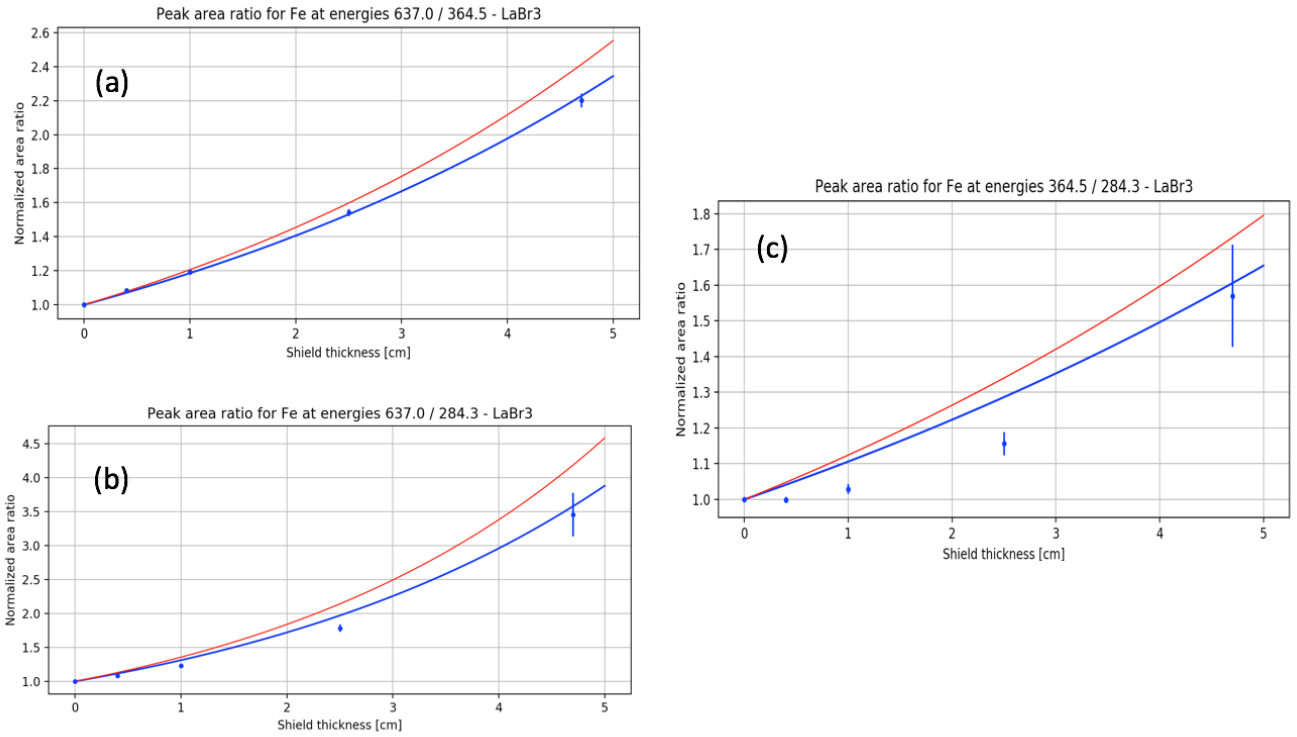 Peak area ratio for Fe at energies 637.0 / 364.5 - LaBr3
(a)
Normalized area ratio
2.6
2.4
2.2
2.0
1.8
1.6
1.4
1.2
1.0
0 1 2 3 4 5
Shield thickness [cm]
Peak area ratio for Fe at energies 637.0 / 284.3 - LaBr3
(b)
Normalized area ratio
4.5
4.0
3.5
3.0
2.5
2.0
1.5
1.0
0 1 2 3 4 5
Shield thickness [cm]
Peak area ratio for Fe at energies 364.5 / 284.3 - LaBr3
(c)
Normalized area ratio
1.8
1.7
1.6
1.5
1.4
1.3
1.2
1.1
1.0
0 1 2 3 4 5
Shield thickness [cm]